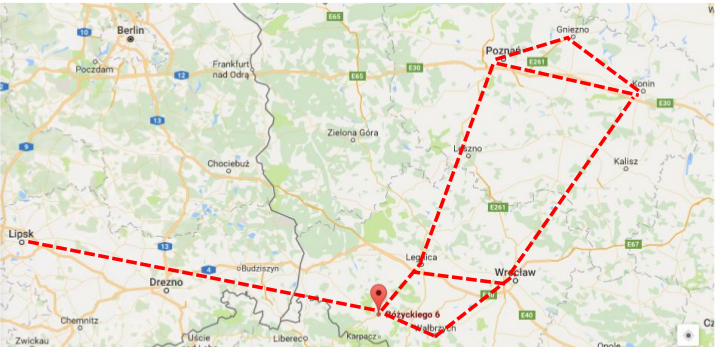 E65
Gniezno
10
Berlin
Poznań
E261
Poczdam
Frankfurt
nad Odrą
12
E65
E30
Konin
E30
13
Zielona Góra
9
Leszno
Chociebuż
Kalisz
E261
Lipsk
13
E67
Legnica
4
Budziszyn
Wrocław
Drezno
Różyckiego 6
E40
Chemnitz
Wałbrzych
Uście
Liberec
Karpacz
Zwickau
Opole